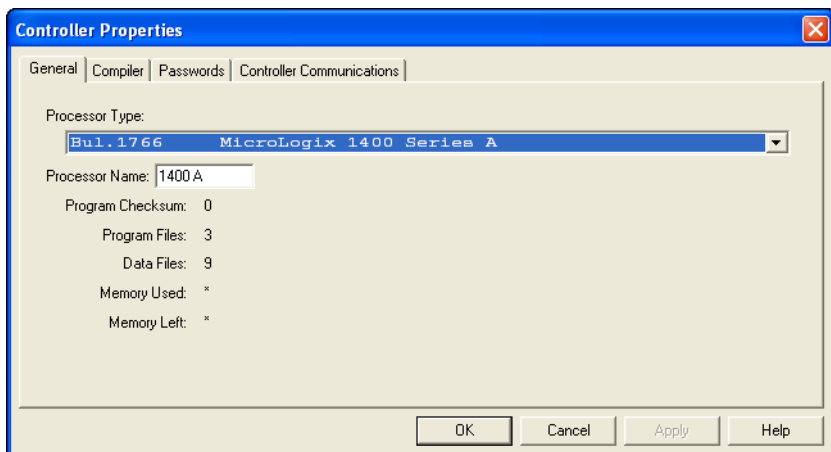 Controller Properties
General Compiler Passwords Controller Communications
Processor Type:
Bul.1766 MicroLogix 1400 Series A
Processor Name: 1400 A
Program Checksum: 0
Program Files: 3
Data Files: 9
Memory Used: *
Memory Left: *
OK Cancel Apply Help